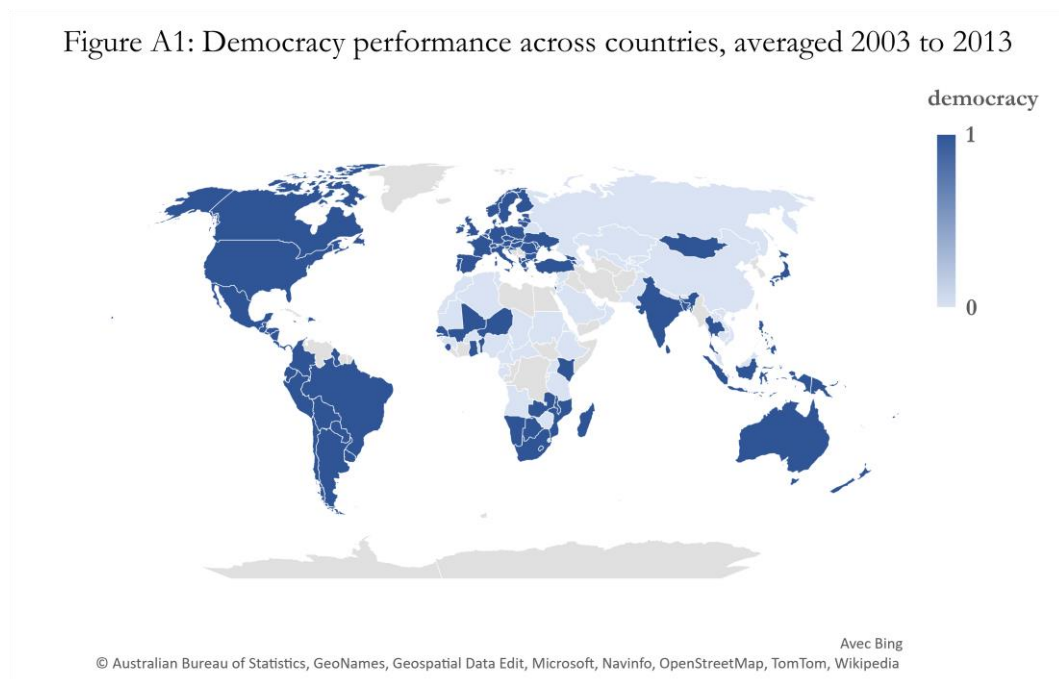 Figure A1: Democracy performance across countries, averaged 2003 to 2013
democracy
1
0
Avec Bing
© Australian Bureau of Statistics, GeoNames, Geospatial Data Edit, Microsoft, Navinfo, OpenStreetMap, TomTom, Wikipedia